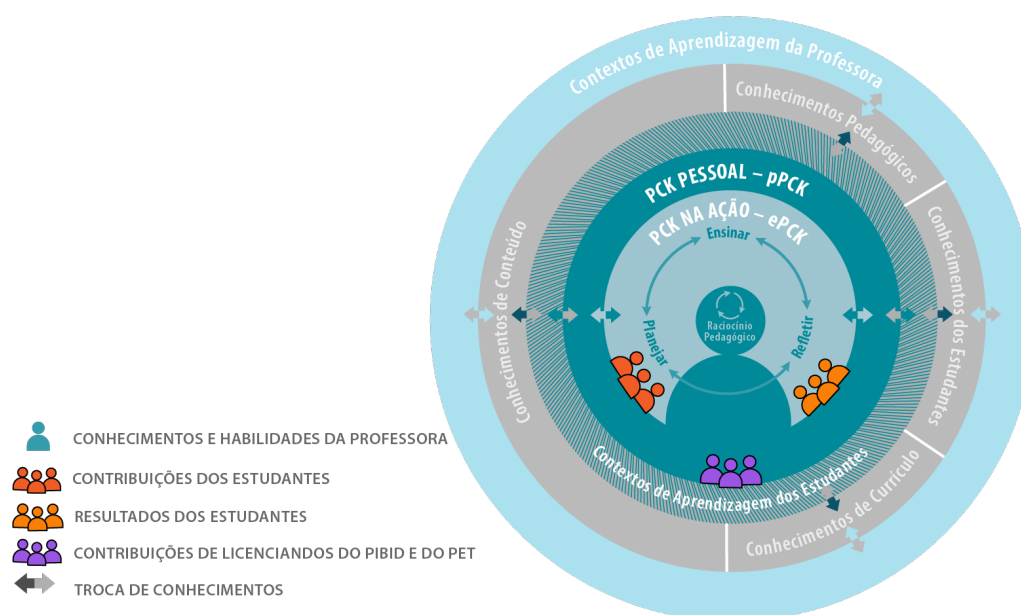 Contextos de Aprendizagem da Professora
Conhecimentos Pedagógicos
Conhecimentos de Conteúdo
Conhecimentos dos Estudantes
Conhecimentos de Currículo
Contextos de Aprendizagem dos Estudantes
PCK PESSOAL – pPCK
PCK NA AÇÃO – ePCK
Ensinar
Planejar
Refletir
Raciocínio
Pedagógico
CONHECIMENTOS E HABILIDADES DA PROFESSORA
CONTRIBUIÇÕES DOS ESTUDANTES
RESULTADOS DOS ESTUDANTES
CONTRIBUIÇÕES DE LICENCIANDOS DO PIBID E DO PET
TROCA DE CONHECIMENTOS